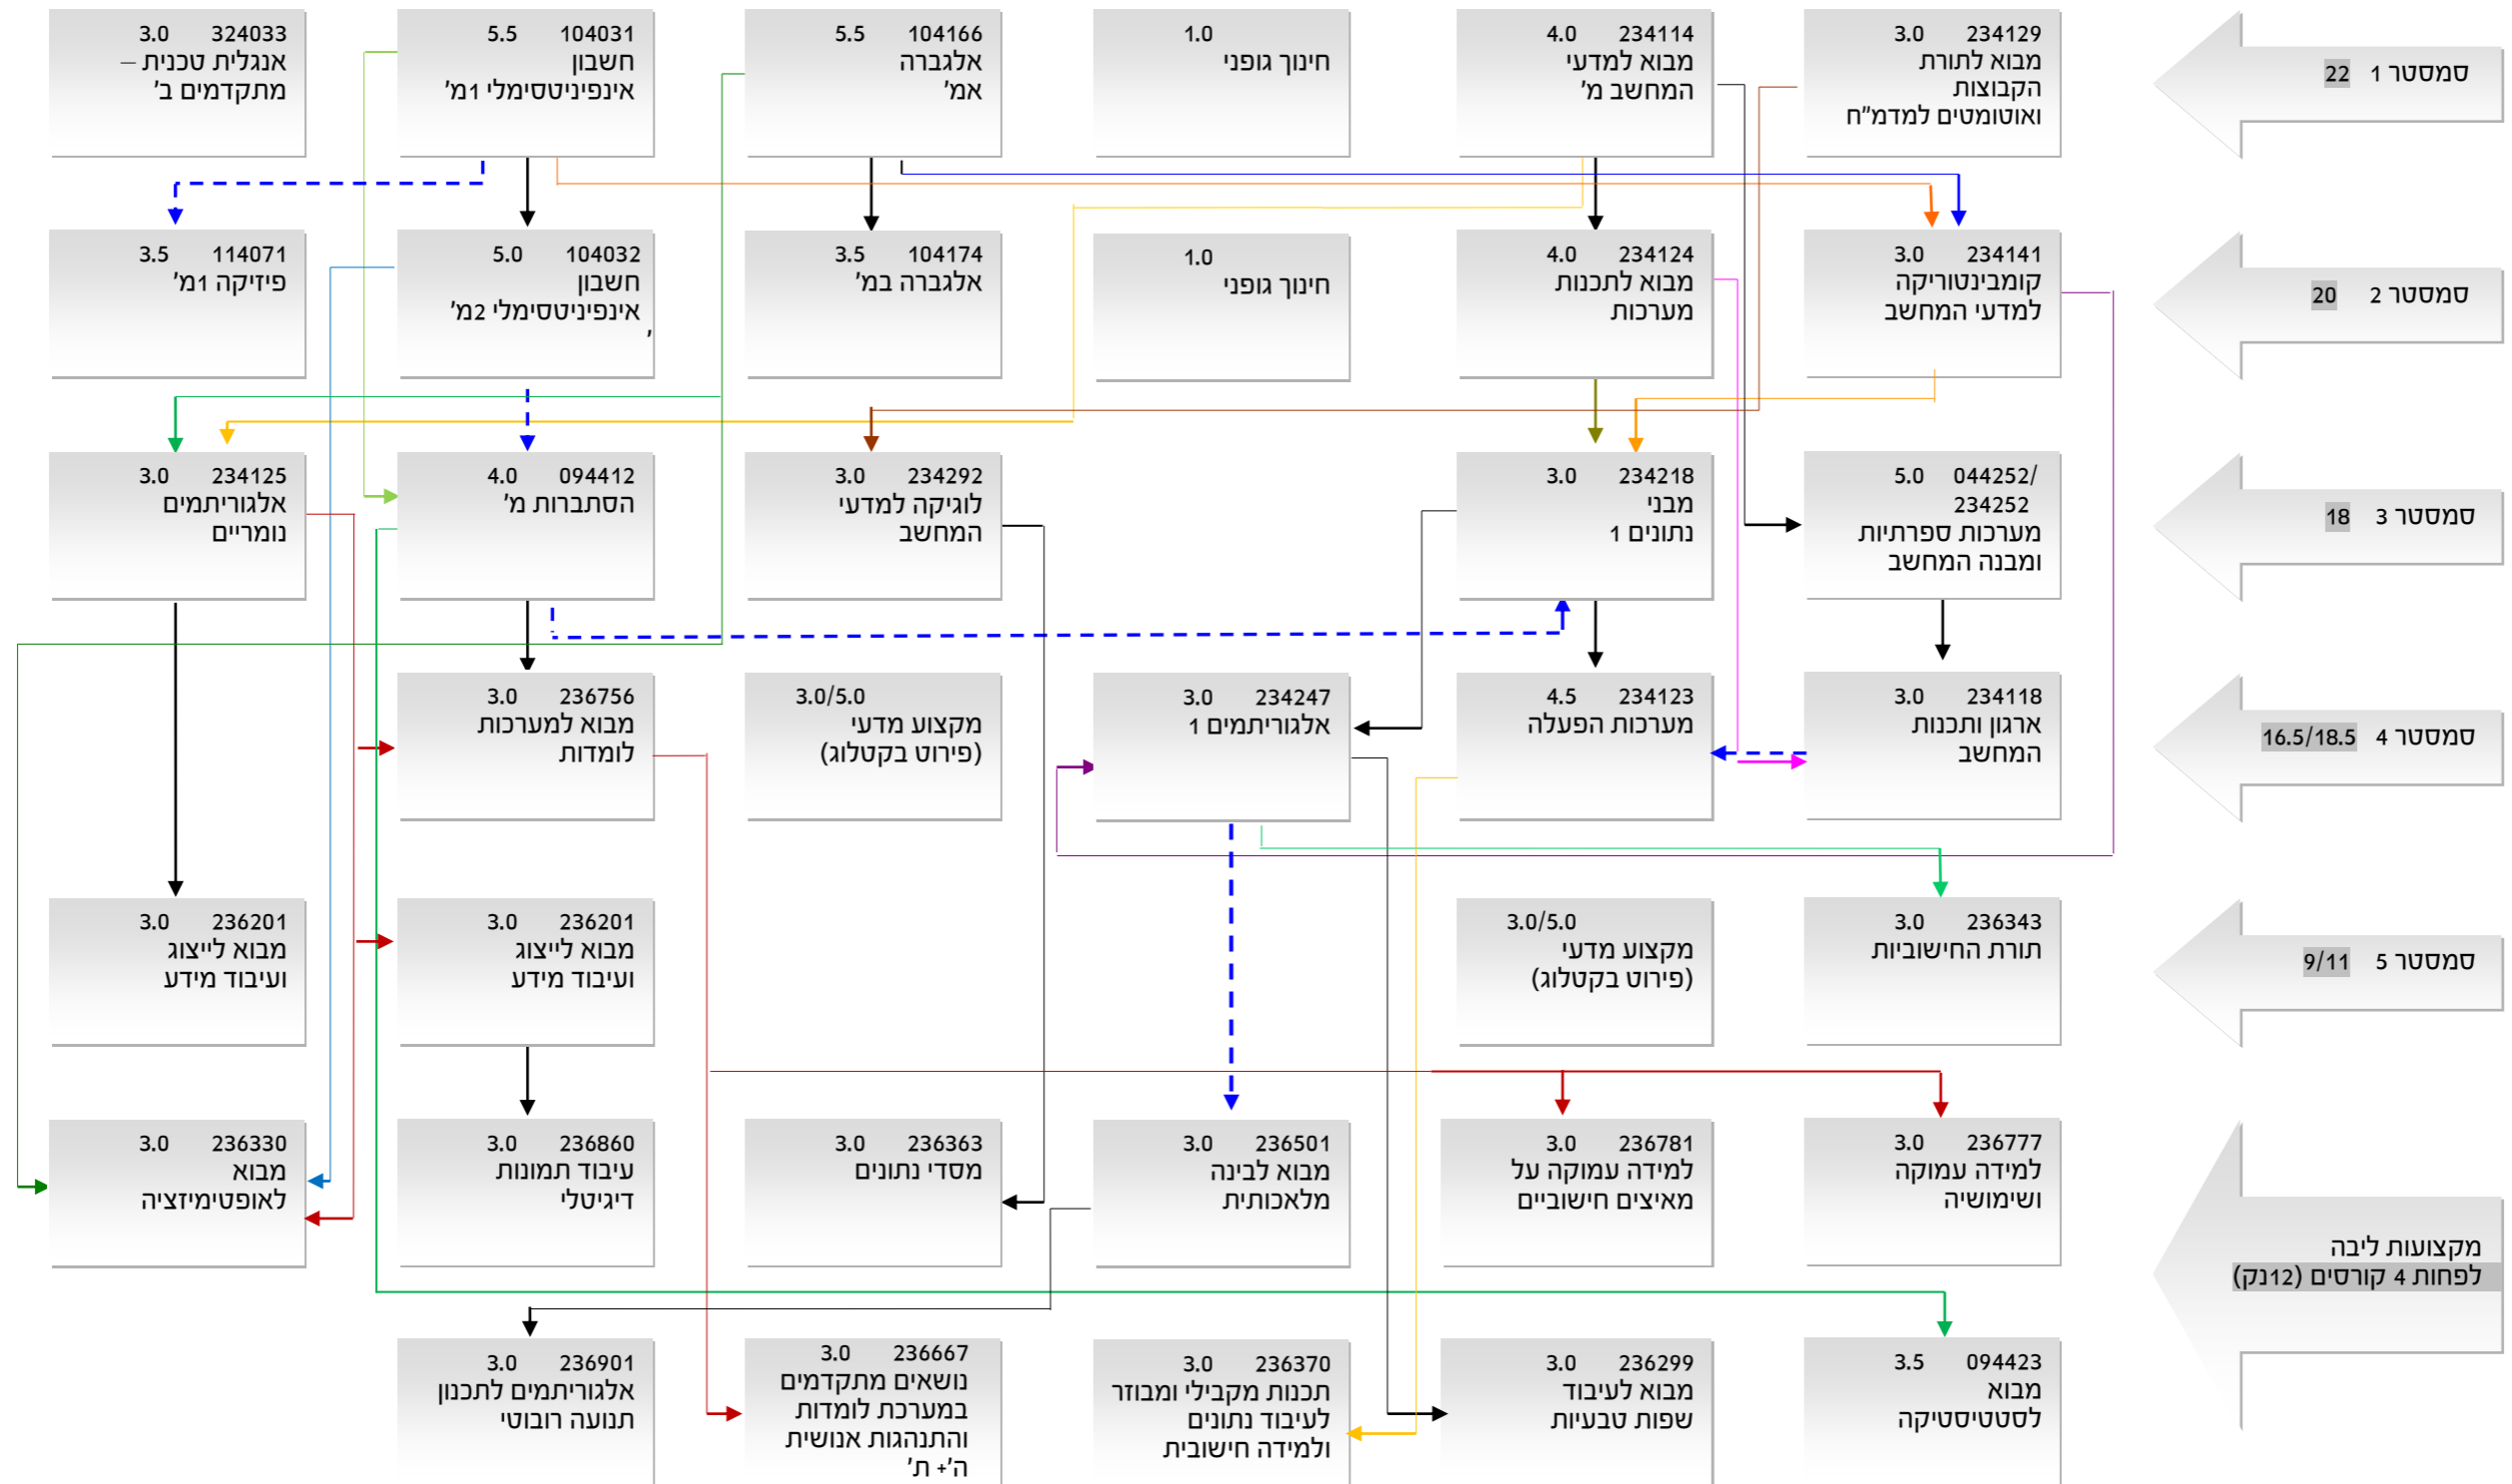 סמסטר 1 22
234129 3.0
מבוא לתורת
הקבוצות
ואוטומטים למדמ"ח
234114 4.0
מבוא למדעי
המחשב מ'
1.0
חינוך גופני
104166 5.5
אלגברה
אמ'
104031 5.5
חשבון
אינפיניטסימלי 1מ'
324033 3.0
אנגלית טכנית –
מתקדמים ב'
סמסטר 2 20
234141 3.0
קומבינטוריקה
למדעי המחשב
234124 4.0
מבוא לתכנות
מערכות
1.0
חינוך גופני
104174 3.5
אלגברה במ'
104032 5.0
חשבון
אינפיניטסימלי 2מ'
'
114071 3.5
פיזיקה 1מ'
סמסטר 3 18
044252/ 5.0
234252
מערכות ספרתיות
ומבנה המחשב
234218 3.0
מבני
נתונים 1
234292 3.0
לוגיקה למדעי
המחשב
094412 4.0
הסתברות מ'
234125 3.0
אלגוריתמים
נומריים
סמסטר 4 16.5/18.5
234118 3.0
ארגון ותכנות
המחשב
234123 4.5
מערכות הפעלה
234247 3.0
אלגוריתמים 1
3.0/5.0
מקצוע מדעי
(פירוט בקטלוג)
236756 3.0
מבוא למערכות
לומדות
סמסטר 5 9/11
236343 3.0
תורת החישוביות
3.0/5.0
מקצוע מדעי
(פירוט בקטלוג)
236201 3.0
מבוא לייצוג
ועיבוד מידע
236201 3.0
מבוא לייצוג
ועיבוד מידע
מקצועות ליבה
לפחות 4 קורסים (12נק)
236777 3.0
למידה עמוקה
ושימושיה
236781 3.0
למידה עמוקה על
מאיצים חישוביים
236501 3.0
מבוא לבינה
מלאכותית
236363 3.0
מסדי נתונים
236860 3.0
עיבוד תמונות
דיגיטלי
236330 3.0
מבוא
לאופטימיזציה
094423 3.5
מבוא
לסטטיסטיקה
236299 3.0
מבוא לעיבוד
שפות טבעיות
236370 3.0
תכנות מקבילי ומבוזר
לעיבוד נתונים
ולמידה חישובית
236667 3.0
נושאים מתקדמים
במערכת לומדות
והתנהגות אנושית
ה'+ ת'
236901 3.0
אלגוריתמים לתכנון
תנועה רובוטי